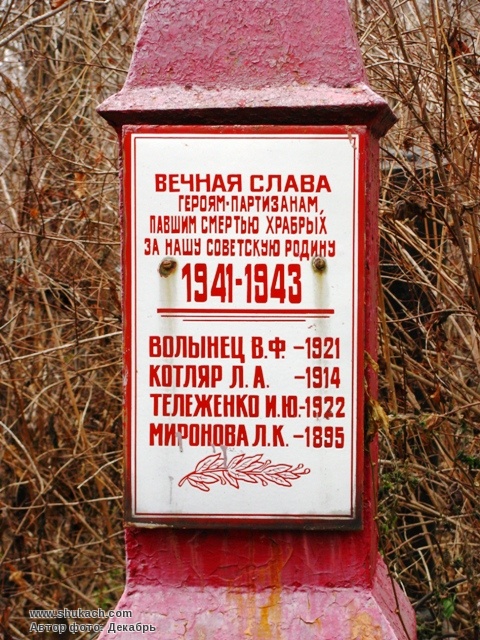 ВЕЧНАЯ СЛАВА
ГЕРОЯМ-ПАРТИЗАНАМ,
ПАВШИМ СМЕРТЬЮ ХРАБРЫХ
ЗА НАШУ СОВЕТСКУЮ РОДИНУ
1941-1943
ВОЛЫНЕЦ В.Ф. -1921
КОТЛЯР Л.А. -1914
ТЕЛЕЖЕНКО И.Ю.-1922
МИРОНОВА Л.К. -1895
www.shukach.com
Автор фото: Декабрь